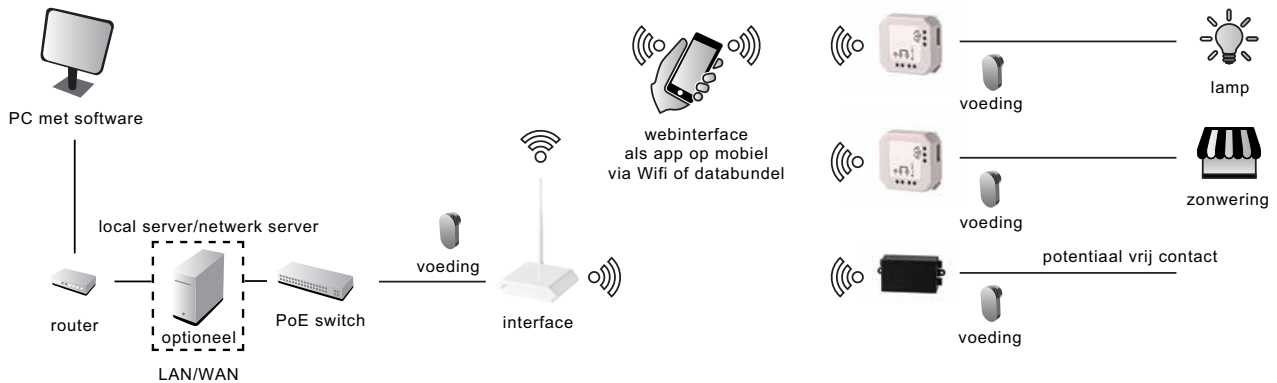 PC met software
local server/netwerk server
router
optioneel
LAN/WAN
PoE switch
voeding
interface
webinterface
als app op mobiel
via Wifi of databundel
voeding
lamp
voeding
zonwering
potentiaal vrij contact
voeding